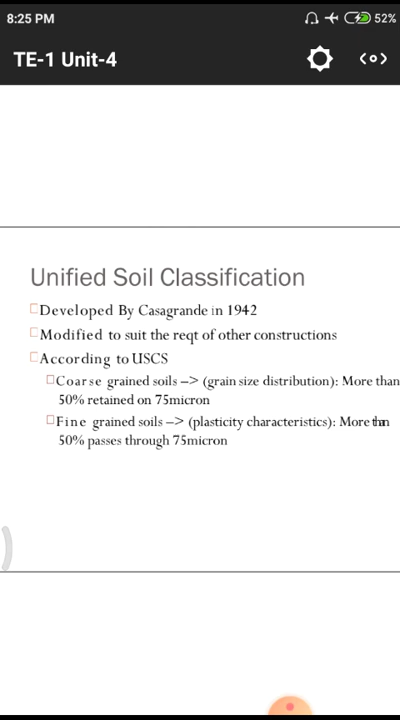 8:25 PM 52%
TE-1 Unit-4
Unified Soil Classification
Developed By Casagrande in 1942
Modified to suit the reqt of other constructions
According to USCS
Coarse grained soils –> (grain size distribution): More than
50% retained on 75micron
Fine grained soils –> (plasticity characteristics): More than
50% passes through 75micron